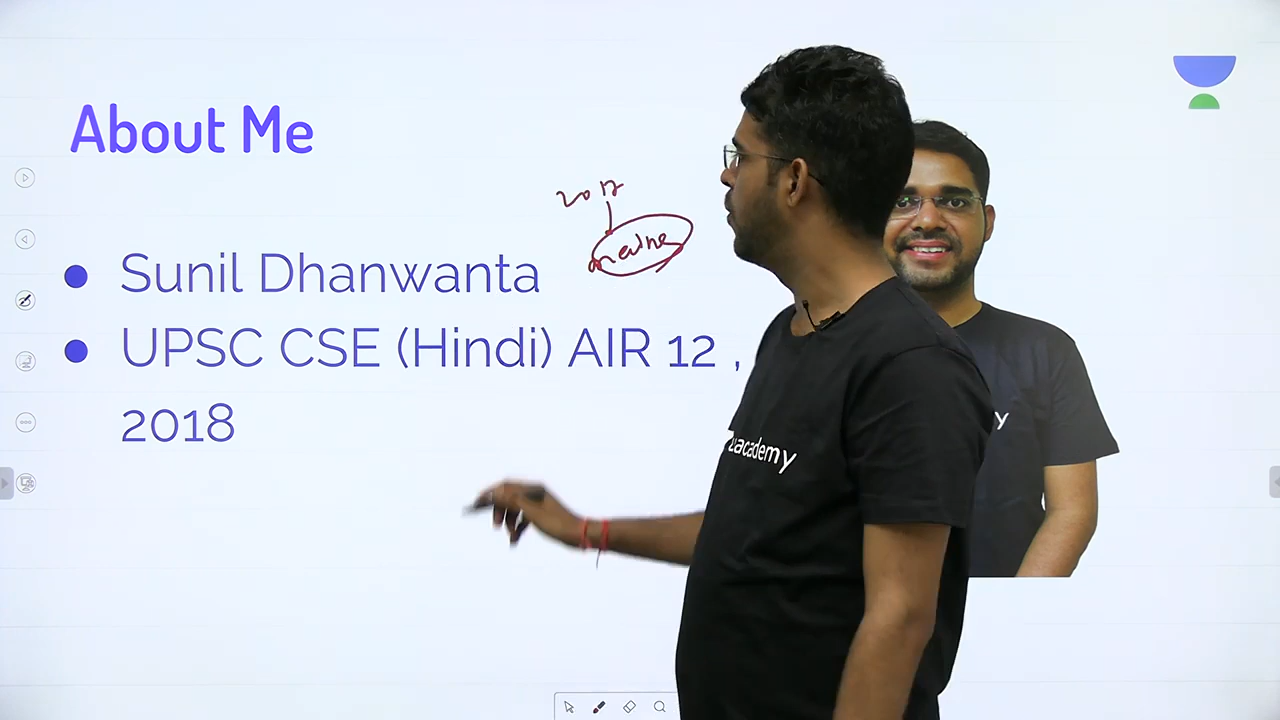 About Me
2017
Sunil Dhanwanta
UPSC CSE (Hindi) AIR 12 ,
2018
unacademy
y